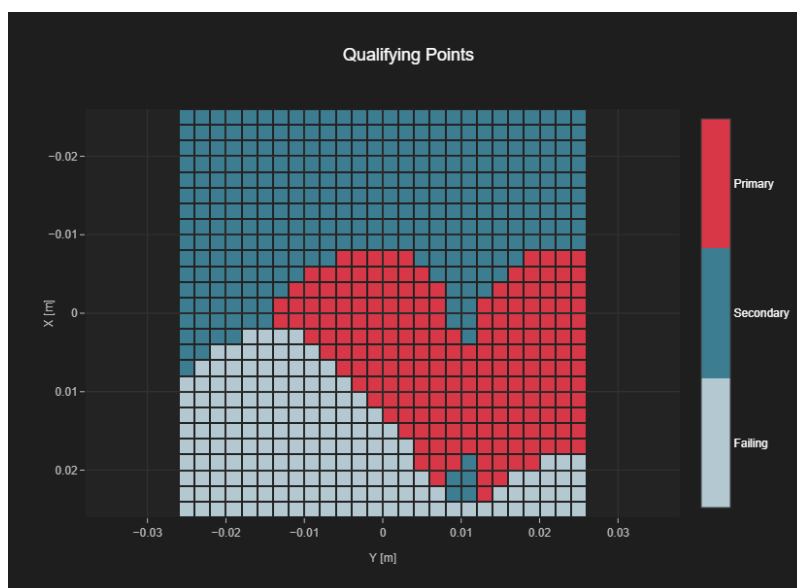 Qualifying Points
X [m]
−0.02
−0.01
0
0.01
0.02
−0.03
−0.02
−0.01
0
0.01
0.02
0.03
Y [m]
Primary
Secondary
Failing